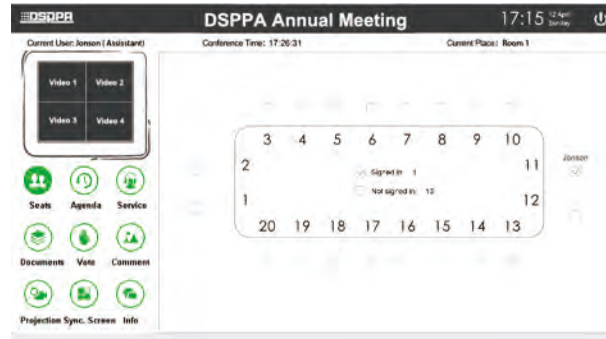 DSPPA
DSPPA Annual Meeting
17:15 12 April
Sunday
Current User: Jonson ( Assistant)
Conference Time: 17:26:31
Current Place: Room 1
Video 1 Video 2
Video 3 Video 4
3 4 5 6 7 8 9 10
2 11
1 12
20 19 18 17 16 15 14 13
Signed in: 1
Not signed in: 13
Jonson
Seats Agenda Service
Documents Vote Comment
Projection Sync. Screen Info